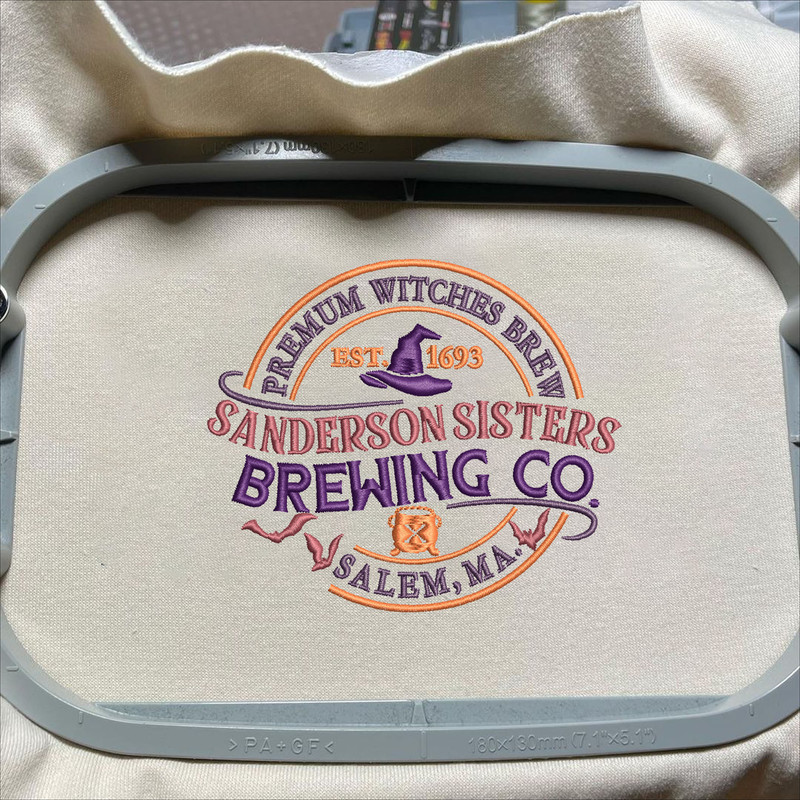 PREMIUM WITCHES BREW
EST. 1693
SANDERSON SISTERS
BREWING CO.
SALEM, MA.
>PA+GF<
180x130mm (7.1"x5.1")